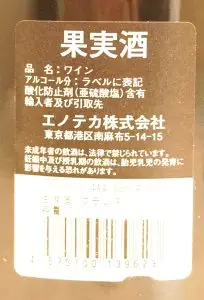 果実酒
品 名：ワイン
アルコール分：ラベルに表記
酸化防止剤(亜硫酸塩)含有
輸入者及び引取先
エノテカ株式会社
東京都港区南麻布5-14-15
未成年者の飲酒は、法律で禁じられています。
妊娠中及び授乳期の飲酒は、胎児乳児の発育に
影響を与える恐れがあります。